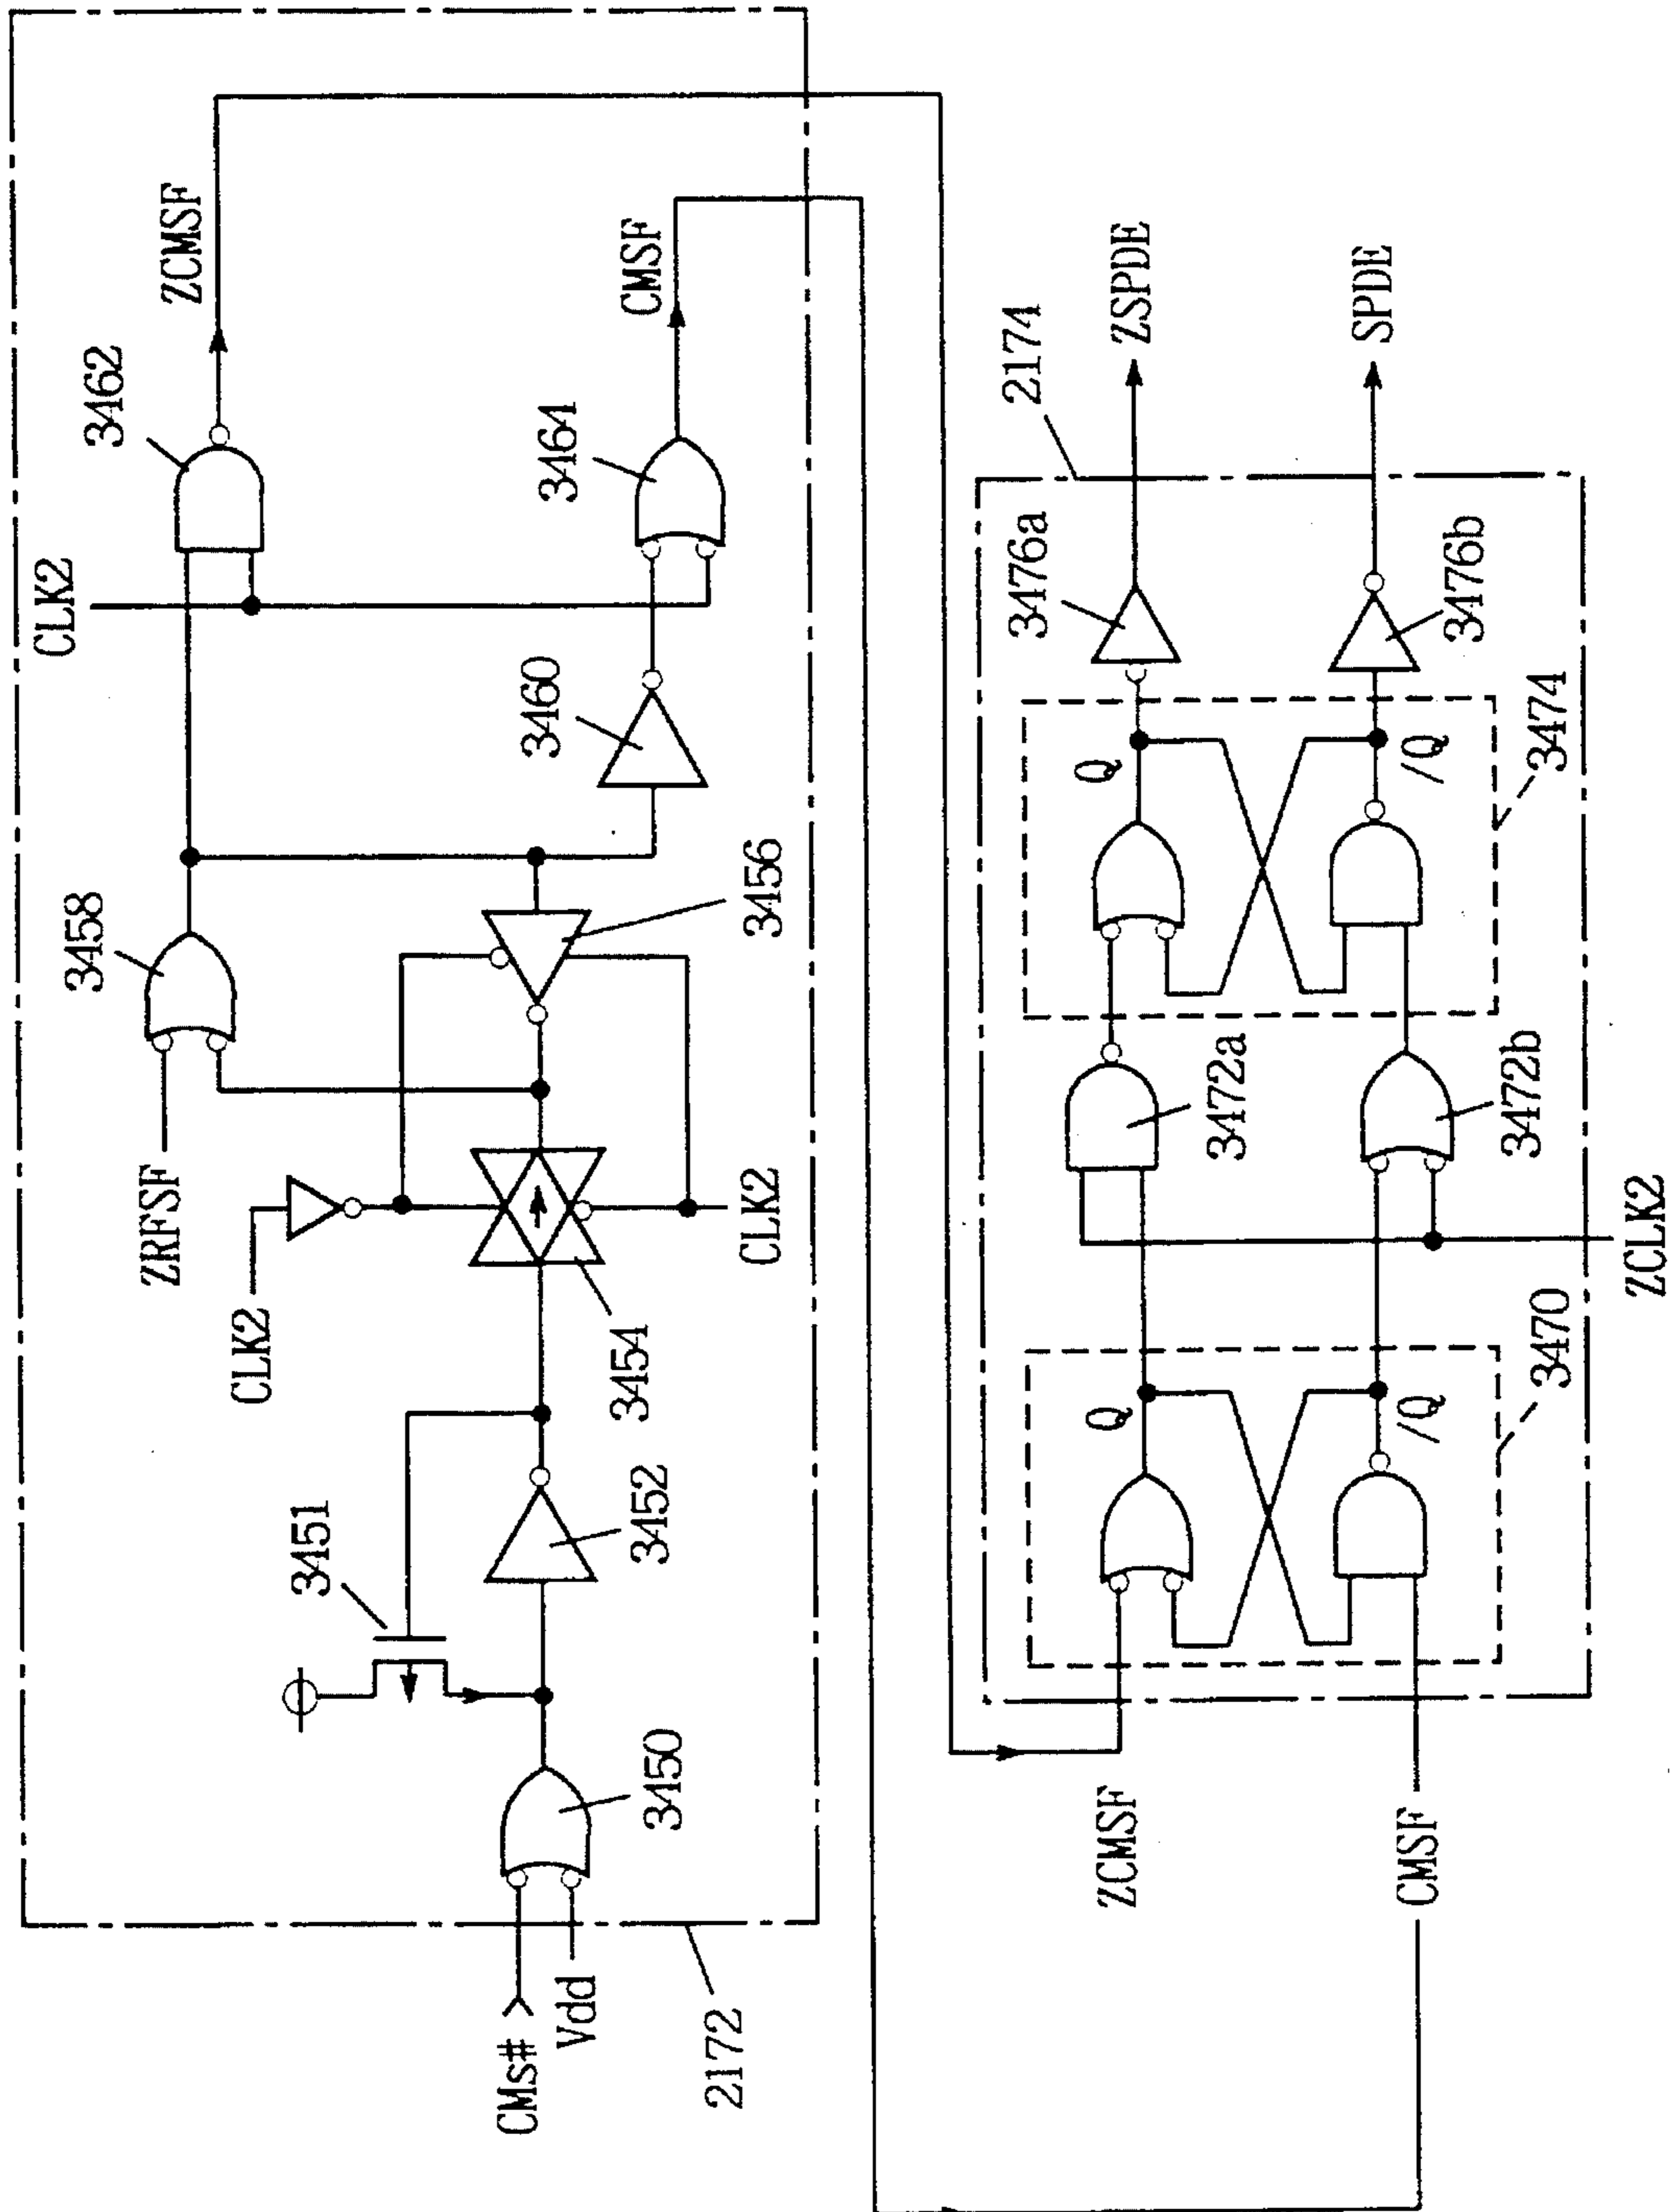 CLK2
ZCMSF
3462
CMSF
3464
3460
3458
3456
ZRFSF
CLK2
3454
CLK2
3451
3452
3450
CMs# >
Vdd
2172
ZSPDE
2174
SPDE
3476a
3476b
Q
/Q
3474
3472a
3472b
ZCLK2
Q
/Q
3470
ZCMSF
CMSF